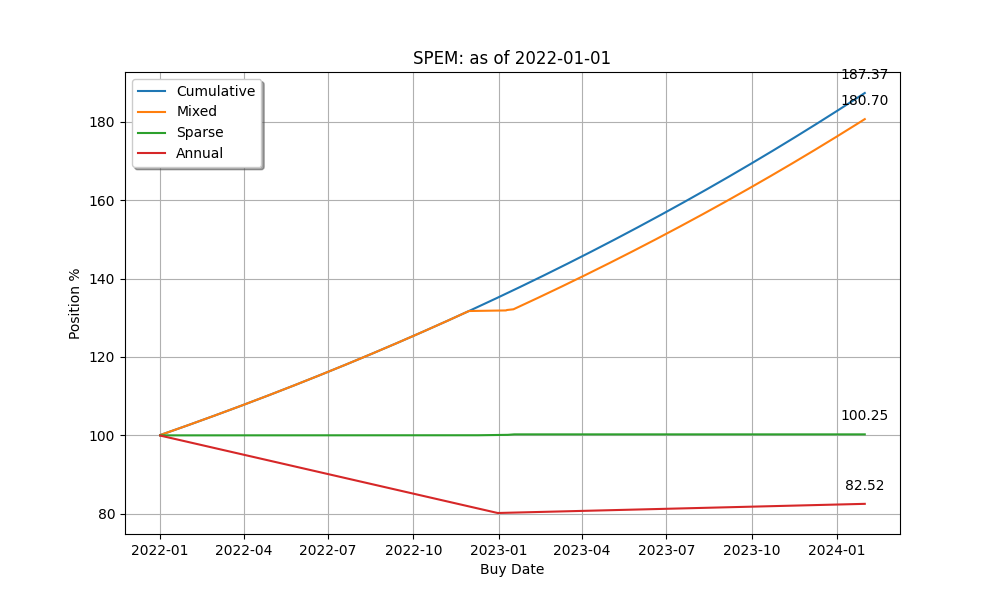 SPEM: as of 2022-01-01
187.37
180.70
100.25
82.52
Cumulative
Mixed
Sparse
Annual
Position %
180
160
140
120
100
80
2022-01 2022-04 2022-07 2022-10 2023-01 2023-04 2023-07 2023-10 2024-01
Buy Date